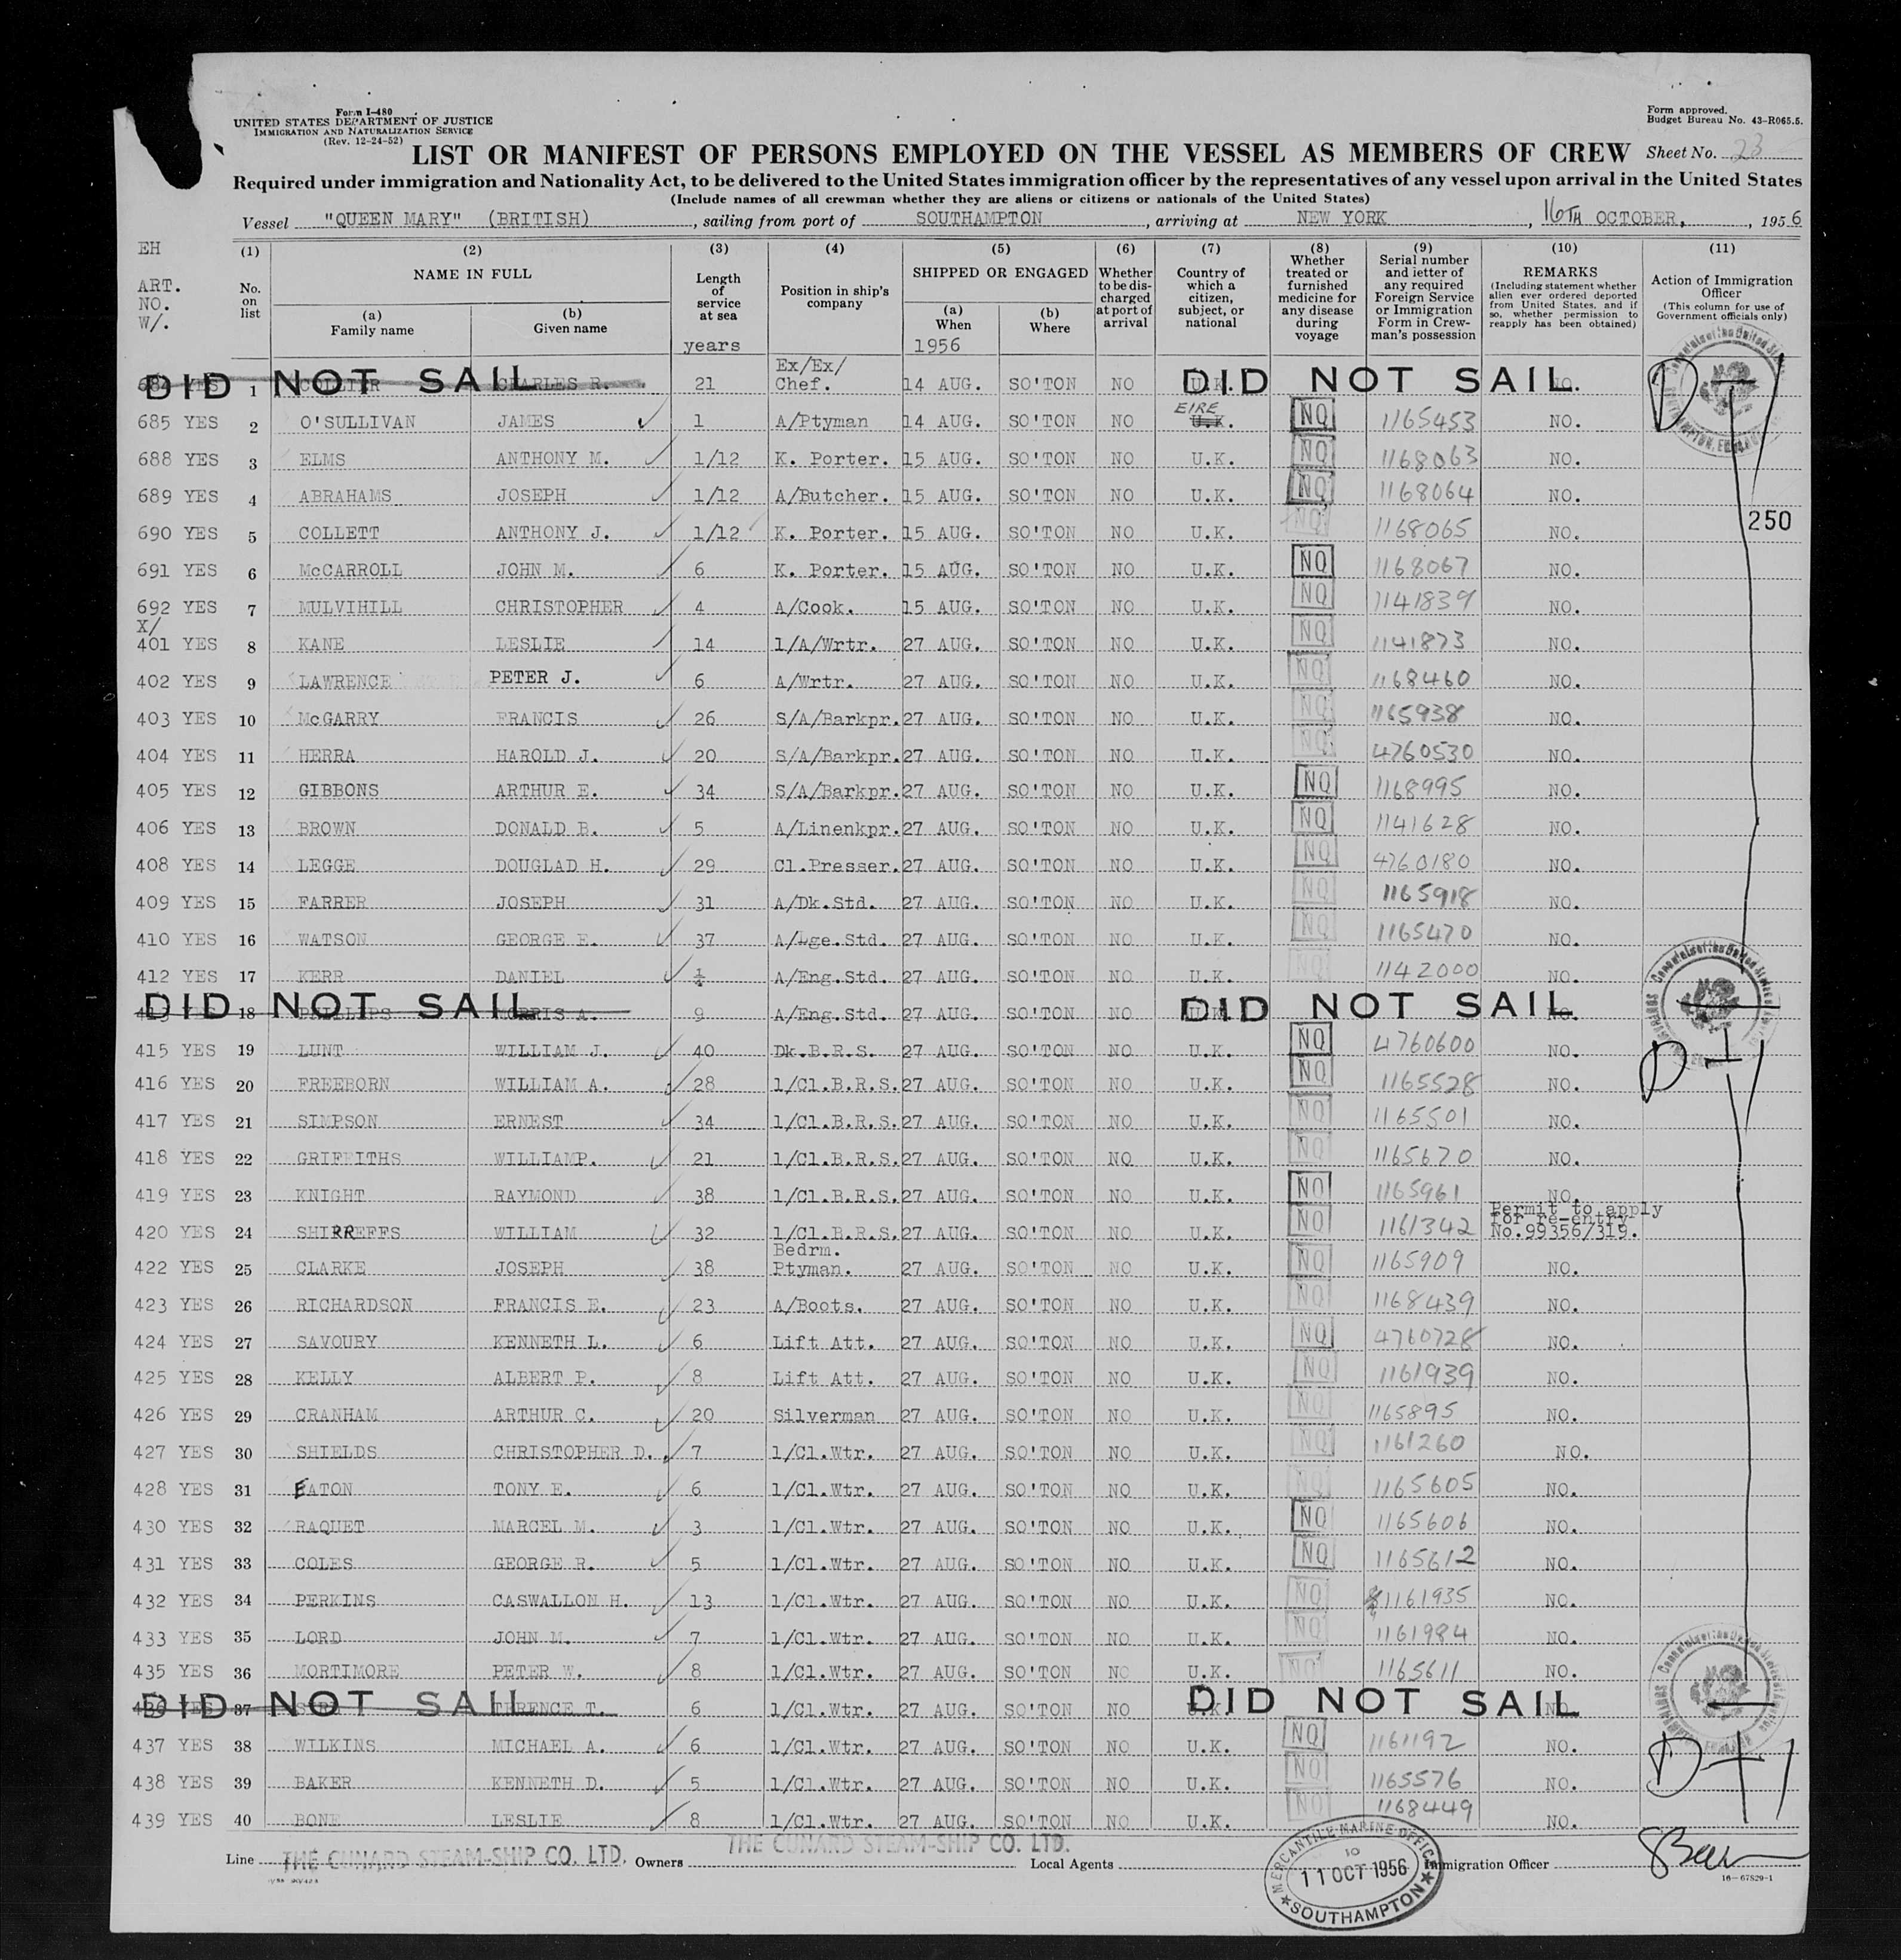 Form I-480
UNITED STATES DEPARTMENT OF JUSTICE
IMMIGRATION AND NATURALIZATION SERVICE
(Rev. 12-24-52)
Form approved.
Budget Bureau No. 43-R065.5.
LIST OR MANIFEST OF PERSONS EMPLOYED ON THE VESSEL AS MEMBERS OF CREW Sheet No. 23
Required under immigration and Nationality Act, to be delivered to the United States immigration officer by the representatives of any vessel upon arrival in the United States
(Include names of all crewman whether they are aliens or citizens or nationals of the United States)
Vessel "QUEEN MARY" (BRITISH), sailing from port of SOUTHAMPTON, arriving at NEW YORK, 16TH OCTOBER, 1956
EH
ART.
NO.
W/.
(1) No. on list
(2) NAME IN FULL (a) Family name (b) Given name
(3) Length of service at sea years
(4) Position in ship's company
(5) SHIPPED OR ENGAGED (a) When 1956 (b) Where
(6) Whether to be discharged at port of arrival
(7) Country of which a citizen, subject, or national
(8) Whether treated or furnished medicine for any disease during voyage
(9) Serial number and letter of any required Foreign Service or Immigration Form in Crewman's possession
(10) REMARKS (Including statement whether alien ever ordered deported from United States, and if so, whether permission to reapply has been obtained)
(11) Action of Immigration Officer (This column for use of Government officials only)
684 YES 1 CHARLES R. 21 Ex/Ex/ Chef. 14 AUG. SO'TON NO U.K. NO. DID NOT SAIL DID NOT SAIL
685 YES 2 O'SULLIVAN JAMES 1 A/Ptyman 14 AUG. SO'TON NO EIRE U.K. NO 1165453 NO.
688 YES 3 ELMS ANTHONY M. 1/12 K. Porter. 15 AUG. SO'TON NO U.K. NO 1168063 NO.
689 YES 4 ABRAHAMS JOSEPH 1/12 A/Butcher. 15 AUG. SO'TON NO U.K. NO 1168064 NO.
250
690 YES 5 COLLETT ANTHONY J. 1/12 K. Porter. 15 AUG. SO'TON NO U.K. NO 1168065 NO.
691 YES 6 McCARROLL JOHN M. 6 K. Porter. 15 AUG. SO'TON NO U.K. NO 1168067 NO.
692 YES 7 MULVIHILL CHRISTOPHER 4 A/Cook. 15 AUG. SO'TON NO U.K. NO 1141839 NO.
X/
401 YES 8 KANE LESLIE 14 1/A/Wrtr. 27 AUG. SO'TON NO U.K. NO 1141873 NO.
402 YES 9 LAWRENCE PETER J. 6 A/Wrtr. 27 AUG. SO'TON NO U.K. NO 1168460 NO.
403 YES 10 McGARRY FRANCIS 26 S/A/Barkpr. 27 AUG. SO'TON NO U.K. NO 1165938 NO.
404 YES 11 HERRA HAROLD J. 20 S/A/Barkpr. 27 AUG. SO'TON NO U.K. NO 4760530 NO.
405 YES 12 GIBBONS ARTHUR E. 34 S/A/Barkpr. 27 AUG. SO'TON NO U.K. NO 1168995 NO.
406 YES 13 BROWN DONALD B. 5 A/Linenkpr. 27 AUG. SO'TON NO U.K. NO 1141628 NO.
408 YES 14 LEGGE DOUGLAD H. 29 Cl.Presser. 27 AUG. SO'TON NO U.K. NO 4760180 NO.
409 YES 15 FARRER JOSEPH 31 A/Dk.Std. 27 AUG. SO'TON NO U.K. NO 1165918 NO.
410 YES 16 WATSON GEORGE E. 37 A/Lge.Std. 27 AUG. SO'TON NO U.K. NO 1165470 NO.
412 YES 17 KERR DANIEL A/Eng.Std. 27 AUG. SO'TON NO U.K. NO 1142000 NO.
18 PHILLIPS A. 9 A/Eng.Std. 27 AUG. SO'TON NO NO. DID NOT SAIL DID NOT SAIL
415 YES 19 LUNT WILLIAM J. 40 Dk.B.R.S. 27 AUG. SO'TON NO U.K. NO 4760600 NO.
416 YES 20 FREEBORN WILLIAM A. 28 1/Cl.B.R.S. 27 AUG. SO'TON NO U.K. NO 1165528 NO.
417 YES 21 SIMPSON ERNEST 34 1/Cl.B.R.S. 27 AUG. SO'TON NO U.K. NO 1165501 NO.
418 YES 22 GRIFFITHS WILLIAMP. 21 1/Cl.B.R.S. 27 AUG. SO'TON NO U.K. NO 1165670 NO.
419 YES 23 KNIGHT RAYMOND 38 1/Cl.B.R.S. 27 AUG. SO'TON NO U.K. NO 1165961 NO.
420 YES 24 SHIRREFFS WILLIAM 32 1/Cl.B.R.S. 27 AUG. SO'TON NO U.K. NO 1161342 Permit to apply for re-entry No.99356/319.
422 YES 25 CLARKE JOSEPH 38 Bedrm. Ptyman. 27 AUG. SO'TON NO U.K. NO 1165909 NO.
423 YES 26 RICHARDSON FRANCIS E. 23 A/Boots. 27 AUG. SO'TON NO U.K. NO 1168439 NO.
424 YES 27 SAVOURY KENNETH L. 6 Lift Att. 27 AUG. SO'TON NO U.K. NO 4760728 NO.
425 YES 28 KELLY ALBERT P. 8 Lift Att. 27 AUG. SO'TON NO U.K. NO 1161939 NO.
426 YES 29 CRANHAM ARTHUR C. 20 Silverman 27 AUG. SO'TON NO U.K. NO 1165895 NO.
427 YES 30 SHIELDS CHRISTOPHER D. 7 1/Cl.Wtr. 27 AUG. SO'TON NO U.K. NO 1161260 NO.
428 YES 31 EATON TONY E. 6 1/Cl.Wtr. 27 AUG. SO'TON NO U.K. NO 1165605 NO.
430 YES 32 RAQUET MARCEL M. 3 1/Cl.Wtr. 27 AUG. SO'TON NO U.K. NO 1165606 NO.
431 YES 33 COLES GEORGE R. 5 1/Cl.Wtr. 27 AUG. SO'TON NO U.K. NO 1165612 NO.
432 YES 34 PERKINS CASWALLON H. 13 1/Cl.Wtr. 27 AUG. SO'TON NO U.K. NO 1161935 NO.
433 YES 35 LORD JOHN M. 7 1/Cl.Wtr. 27 AUG. SO'TON NO U.K. NO 1161984 NO.
435 YES 36 MORTIMORE PETER W. 8 1/Cl.Wtr. 27 AUG. SO'TON NO U.K. NO 1165611 NO.
37 TERENCE T. 6 1/Cl.Wtr. 27 AUG. SO'TON NO DID NOT SAIL DID NOT SAIL
437 YES 38 WILKINS MICHAEL A. 6 1/Cl.Wtr. 27 AUG. SO'TON NO U.K. NO 1161192 NO.
438 YES 39 BAKER KENNETH D. 5 1/Cl.Wtr. 27 AUG. SO'TON NO U.K. NO 1165576 NO.
439 YES 40 BONE LESLIE 8 1/Cl.Wtr. 27 AUG. SO'TON NO U.K. NO 1168449 NO.
Line THE CUNARD STEAM-SHIP CO. LTD. Owners THE CUNARD STEAM-SHIP CO. LTD. Local Agents Immigration Officer
MERCANTILE MARINE OFFICE
10
11 OCT 1956
SOUTHAMPTON
16-67829-1